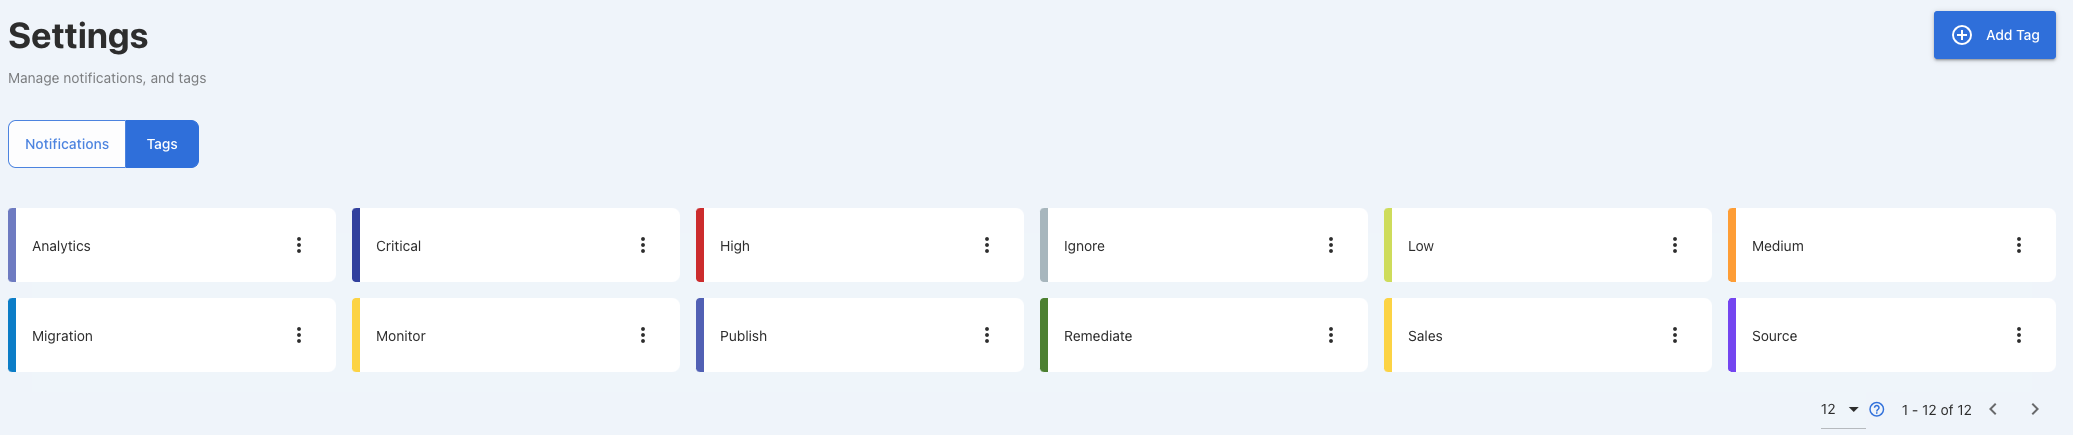 Settings
Add Tag
Manage notifications, and tags
Notifications Tags
Analytics Critical High Ignore Low Medium
Migration Monitor Publish Remediate Sales Source
12 ? 1 - 12 of 12